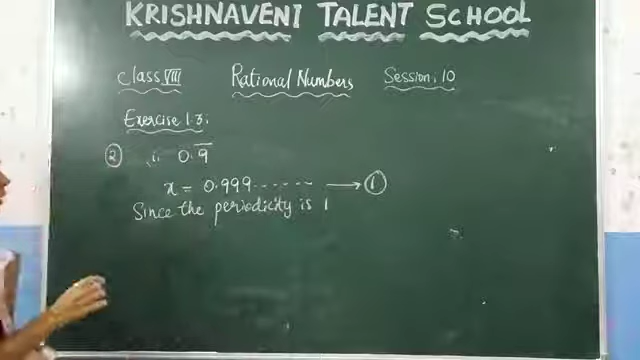 KRISHNAVENI TALENT SCHOOL
Class VIII Rational Numbers Session: 10
Exercise 1.3:
② i. 0.9̅
x = 0.999------ ⟶ ①
Since the periodicity is 1